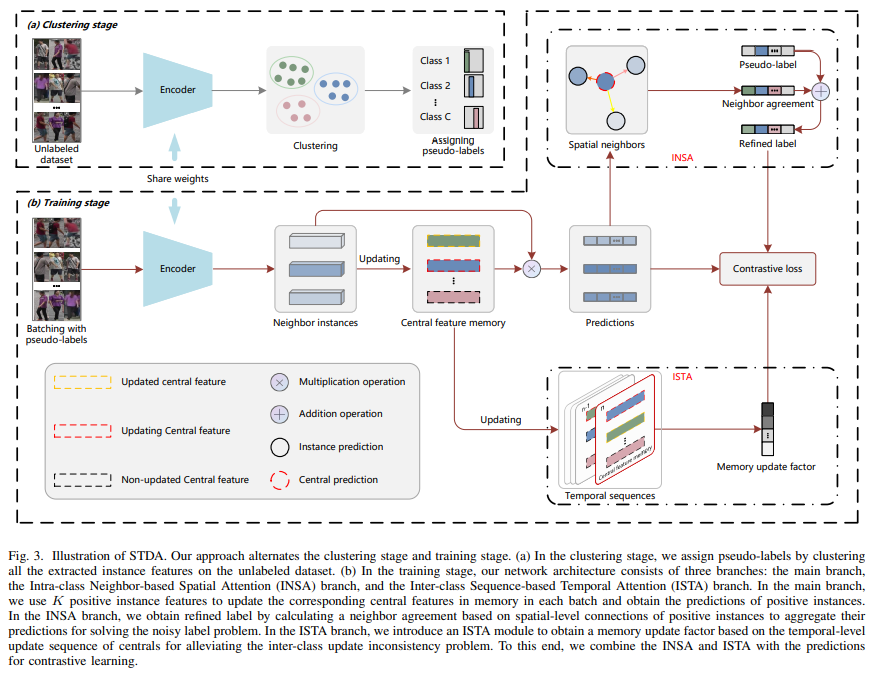 (a) Clustering stage
Unlabeled
dataset
Encoder
Clustering
Class 1
Class 2
Class C
Assigning
pseudo-labels
Share weights
Spatial neighbors
Pseudo-label
Neighbor agreement
Refined label
INSA
(b) Training stage
Batching with
pseudo-labels
Encoder
Neighbor instances
Updating
Central feature memory
Predictions
Contrastive loss
Updated central feature
Updating Central feature
Non-updated Central feature
Multiplication operation
Addition operation
Instance prediction
Central prediction
Updating
ISTA
n-1
n
Central feature memory
Temporal sequences
Memory update factor
Fig. 3. Illustration of STDA. Our approach alternates the clustering stage and training stage. (a) In the clustering stage, we assign pseudo-labels by clustering
all the extracted instance features on the unlabeled dataset. (b) In the training stage, our network architecture consists of three branches: the main branch,
the Intra-class Neighbor-based Spatial Attention (INSA) branch, and the Inter-class Sequence-based Temporal Attention (ISTA) branch. In the main branch,
we use K positive instance features to update the corresponding central features in memory in each batch and obtain the predictions of positive instances.
In the INSA branch, we obtain refined label by calculating a neighbor agreement based on spatial-level connections of positive instances to aggregate their
predictions for solving the noisy label problem. In the ISTA branch, we introduce an ISTA module to obtain a memory update factor based on the temporal-level
update sequence of centrals for alleviating the inter-class update inconsistency problem. To this end, we combine the INSA and ISTA with the predictions
for contrastive learning.